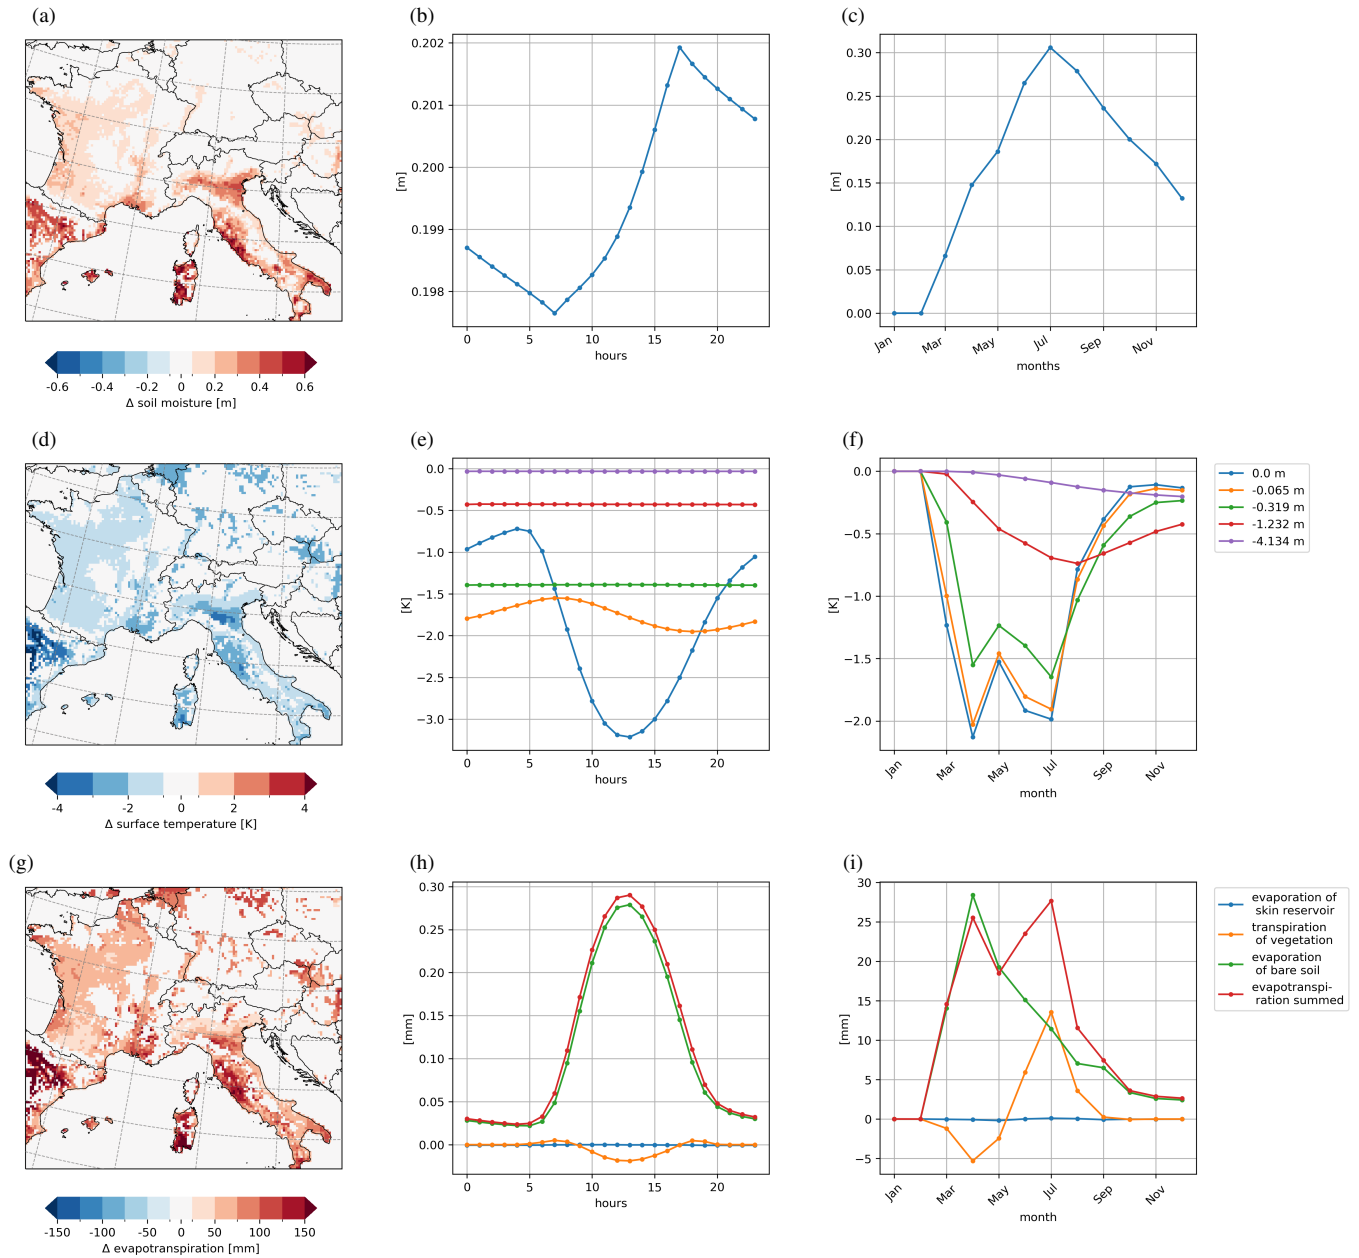 (a)
(b)
(c)
0.202
0.201
0.200
0.199
0.198
[m]
0 5 10 15 20
hours
0.30
0.25
0.20
0.15
0.10
0.05
0.00
[m]
Jan Mar May Jul Sep Nov
months
-0.6 -0.4 -0.2 0 0.2 0.4 0.6
Δ soil moisture [m]
(d)
(e)
(f)
0.0
−0.5
−1.0
−1.5
−2.0
−2.5
−3.0
[K]
0 5 10 15 20
hours
0.0
−0.5
−1.0
−1.5
−2.0
[K]
Jan Mar May Jul Sep Nov
month
0.0 m
-0.065 m
-0.319 m
-1.232 m
-4.134 m
-4 -2 0 2 4
Δ surface temperature [K]
(g)
(h)
(i)
0.30
0.25
0.20
0.15
0.10
0.05
0.00
[mm]
0 5 10 15 20
hours
30
25
20
15
10
5
0
−5
[mm]
Jan Mar May Jul Sep Nov
month
evaporation of
skin reservoir
transpiration
of vegetation
evaporation
of bare soil
evapotranspi-
ration summed
-150 -100 -50 0 50 100 150
Δ evapotranspiration [mm]